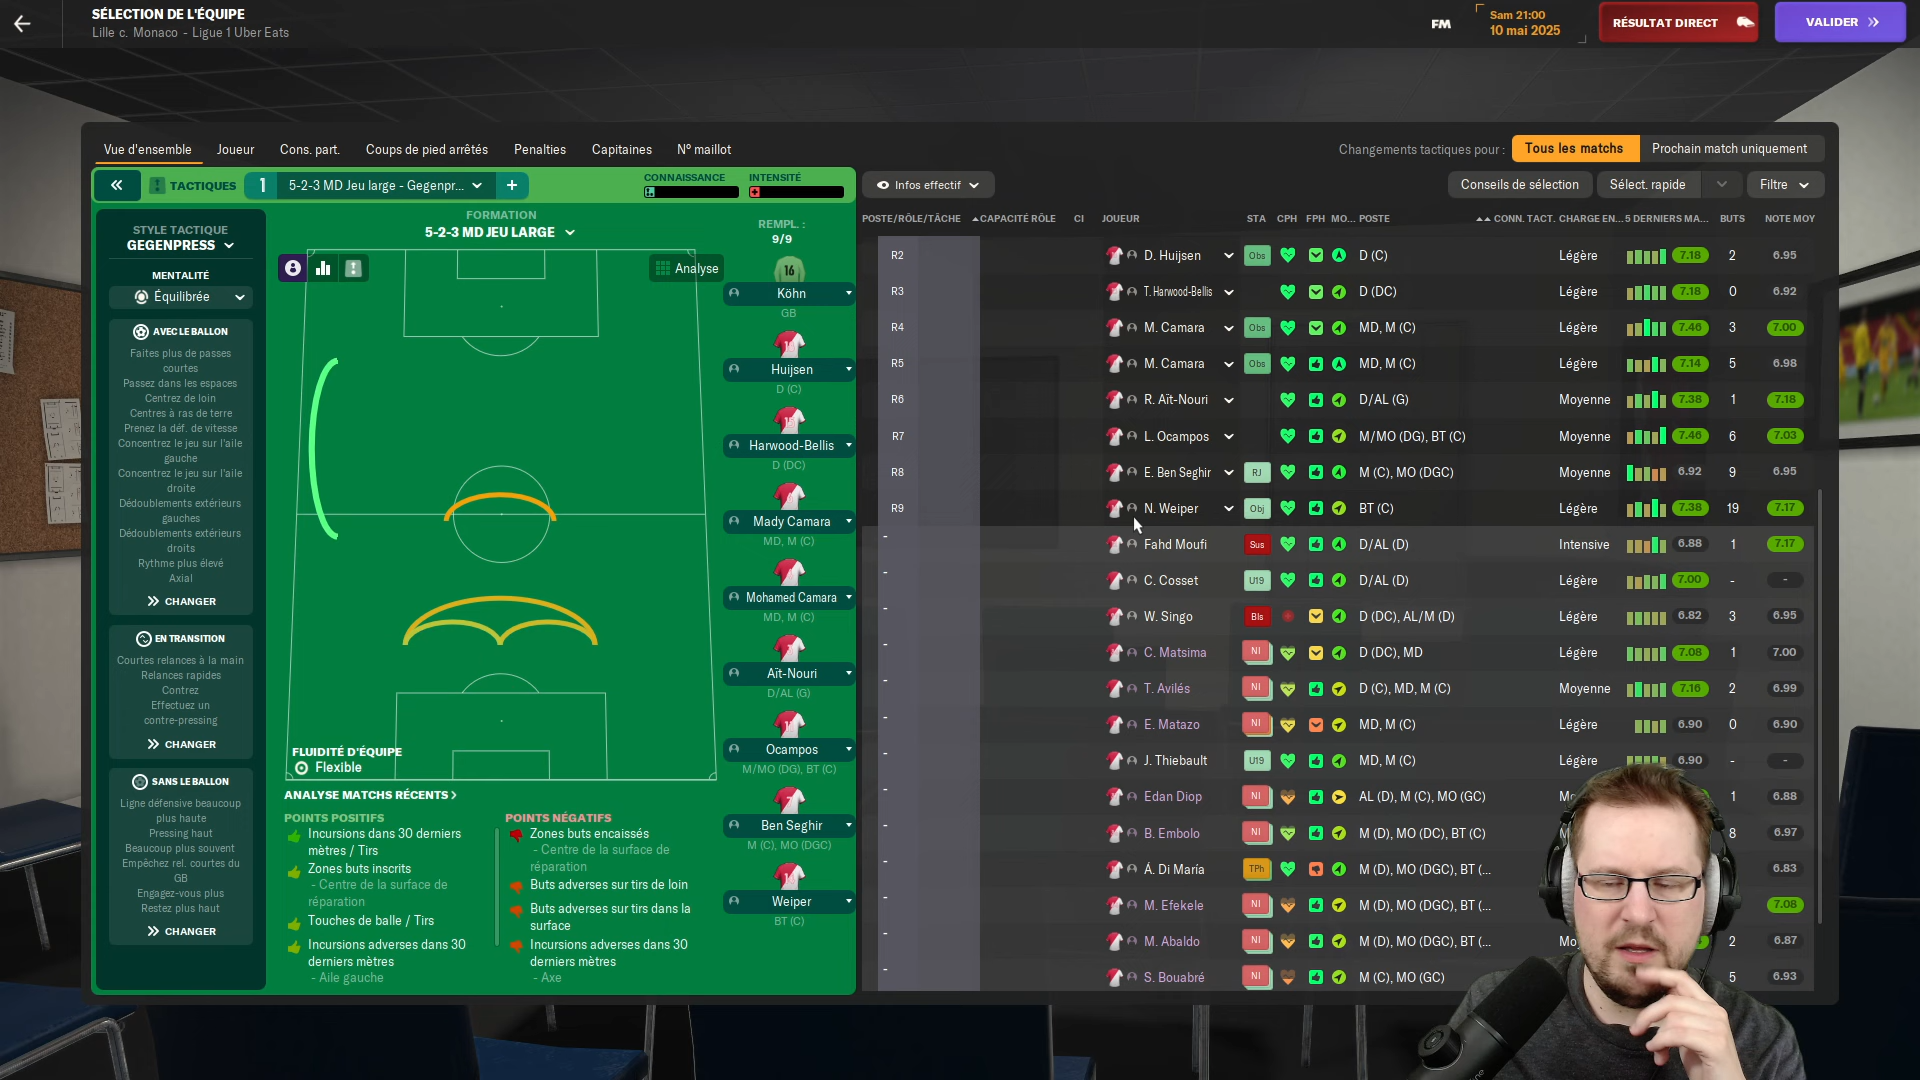 SÉLECTION DE L'ÉQUIPE
Lille c. Monaco - Ligue 1 Uber Eats
FM
Sam 21:00
10 mai 2025
RÉSULTAT DIRECT
VALIDER
Vue d'ensemble
Joueur
Cons. part.
Coups de pied arrêtés
Penalties
Capitaines
Nº maillot
Changements tactiques pour :
Tous les matchs
Prochain match uniquement
TACTIQUES
1
5-2-3 MD Jeu large - Gegenpr...
CONNAISSANCE
INTENSITÉ
Infos effectif
Conseils de sélection
Sélect. rapide
Filtre
STYLE TACTIQUE
GEGENPRESS
MENTALITÉ
Équilibrée
AVEC LE BALLON
Faites plus de passes
courtes
Passez dans les espaces
Centrez de loin
Centres à ras de terre
Prenez la déf. de vitesse
Concentrez le jeu sur l'aile
gauche
Concentrez le jeu sur l'aile
droite
Dédoublements extérieurs
gauches
Dédoublements extérieurs
droits
Rythme plus élevé
Axial
CHANGER
EN TRANSITION
Courtes relances à la main
Relances rapides
Contrez
Effectuez un
contre-pressing
CHANGER
SANS LE BALLON
Ligne défensive beaucoup
plus haute
Pressing haut
Beaucoup plus souvent
Empêchez rel. courtes du
GB
Engagez-vous plus
Restez plus haut
CHANGER
FORMATION
5-2-3 MD JEU LARGE
Analyse
FLUIDITÉ D'ÉQUIPE
Flexible
ANALYSE MATCHS RÉCENTS
POINTS POSITIFS
Incursions dans 30 derniers
mètres / Tirs
Zones buts inscrits
- Centre de la surface de
réparation
Touches de balle / Tirs
Incursions adverses dans 30
derniers mètres
- Aile gauche
POINTS NÉGATIFS
Zones buts encaissés
- Centre de la surface de
réparation
Buts adverses sur tirs de loin
Buts adverses sur tirs dans la
surface
Incursions adverses dans 30
derniers mètres
- Axe
REMPL. :
9/9
16
Köhn
GB
Huijsen
D (C)
Harwood-Bellis
D (DC)
Mady Camara
MD, M (C)
Mohamed Camara
MD, M (C)
Aït-Nouri
D/AL (G)
Ocampos
M/MO (DG), BT (C)
Ben Seghir
M (C), MO (DGC)
Weiper
BT (C)
POSTE/RÔLE/TÂCHE CAPACITÉ RÔLE CI JOUEUR STA CPH FPH MO... POSTE CONN. TACT. CHARGE EN... 5 DERNIERS MA... BUTS NOTE MOY
R2 D. Huijsen Obs D (C) Légère 7.18 2 6.95
R3 T. Harwood-Bellis D (DC) Légère 7.18 0 6.92
R4 M. Camara Obs MD, M (C) Légère 7.46 3 7.00
R5 M. Camara Obs MD, M (C) Légère 7.14 5 6.98
R6 R. Aït-Nouri D/AL (G) Moyenne 7.38 1 7.18
R7 L. Ocampos M/MO (DG), BT (C) Moyenne 7.46 6 7.03
R8 E. Ben Seghir RJ M (C), MO (DGC) Moyenne 6.92 9 6.95
R9 N. Weiper Obj BT (C) Légère 7.38 19 7.17
- Fahd Moufi Sus D/AL (D) Intensive 6.88 1 7.17
- C. Cosset U19 D/AL (D) Légère 7.00 - -
- W. Singo Bls D (DC), AL/M (D) Légère 6.82 3 6.95
- C. Matsima NI D (DC), MD Légère 7.08 1 7.00
- T. Avilés NI D (C), MD, M (C) Moyenne 7.16 2 6.99
- E. Matazo NI MD, M (C) Légère 6.90 0 6.90
- J. Thiebault U19 MD, M (C) Légère 6.90 - -
- Edan Diop NI AL (D), M (C), MO (GC) 1 6.88
- B. Embolo NI M (D), MO (DC), BT (C) 8 6.97
- Á. Di María TPh M (D), MO (DGC), BT (... 6.83
- M. Efekele NI M (D), MO (DGC), BT (... 7.08
- M. Abaldo NI M (D), MO (DGC), BT (... 2 6.87
- S. Bouabré NI M (C), MO (GC) 5 6.93